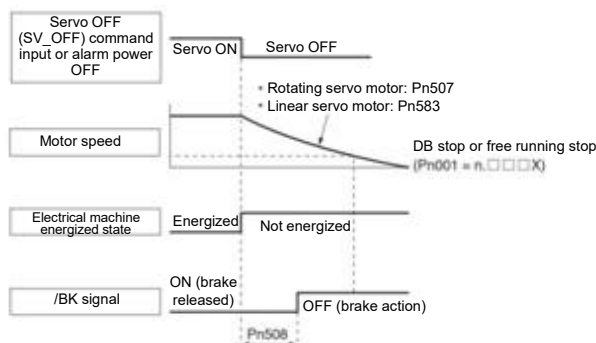 Servo OFF
(SV_OFF) command
input or alarm power
OFF
Servo ON
Servo OFF
• Rotating servo motor: Pn507
• Linear servo motor: Pn583
Motor speed
DB stop or free running stop
(Pn001 = n.□□□X)
Electrical machine
energized state
Energized
Not energized
/BK signal
ON (brake
released)
OFF (brake action)
Pn508